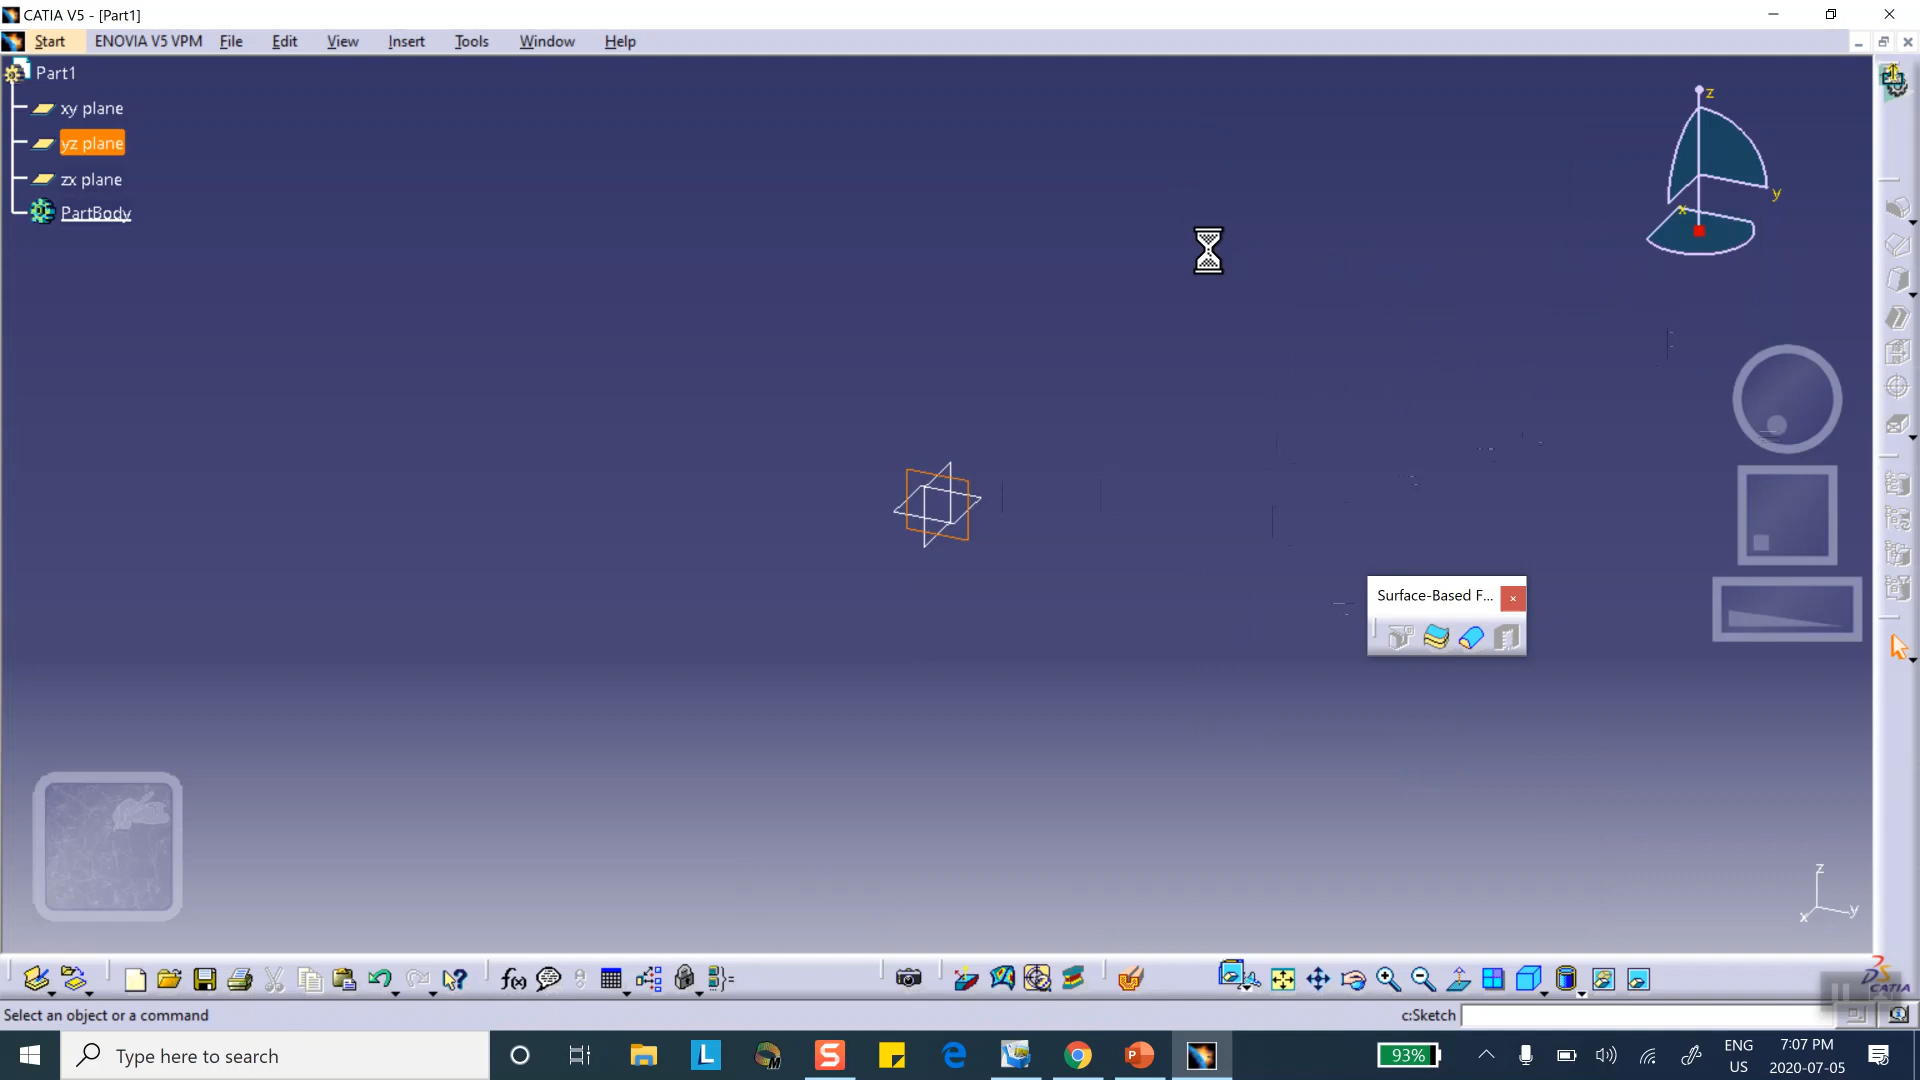 CATIA V5 - [Part1]
Start ENOVIA V5 VPM File Edit View Insert Tools Window Help
Part1
xy plane
yz plane
zx plane
PartBody
z
y
x
Surface-Based F...
z
x
y
f(x)
CATIA
Select an object or a command
c:Sketch
Type here to search
L
S
P
93%
ENG
US
7:07 PM
2020-07-05